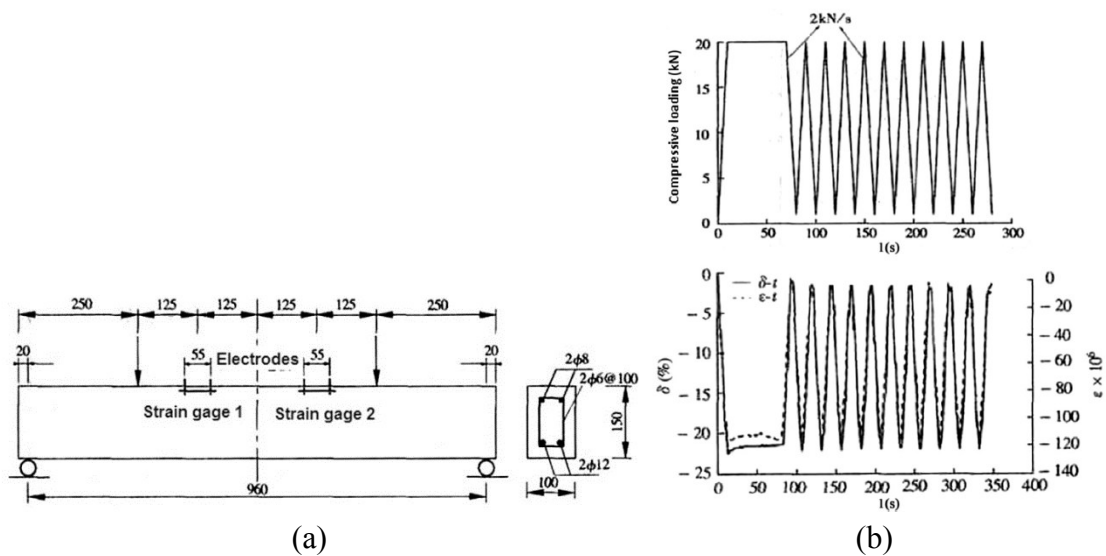 250 125 125 125 125 250
20 55 Electrodes 55 20
Strain gage 1 Strain gage 2
960
2ϕ8
2ϕ6@100
150
2ϕ12
100
(a)
2kN/s
Compressive loading (kN)
20
15
10
5
0
0 50 100 150 200 250 300
1(s)
δ-t
ε-t
δ (%)
0
− 5
− 10
− 15
− 20
− 25
ε × 10⁶
0
− 20
− 40
− 60
− 80
− 100
− 120
− 140
0 50 100 150 200 250 300 350 400
1(s)
(b)